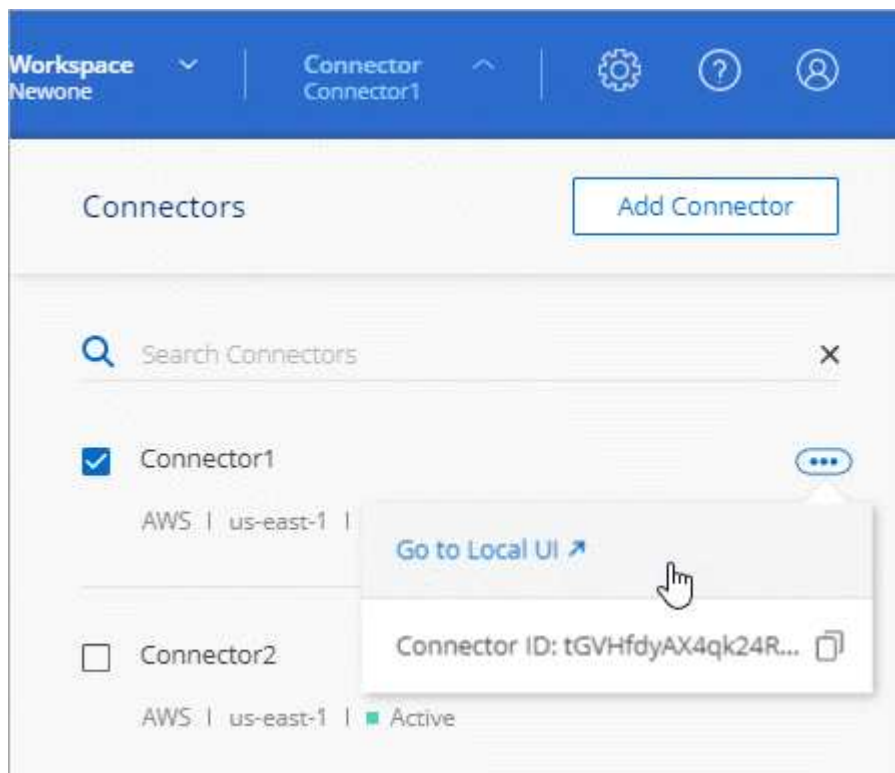 Workspace
Newone
Connector
Connector1
Connectors
Add Connector
Search Connectors
Connector1
AWS | us-east-1 |
Go to Local UI
Connector ID: tGVHfdyAX4qk24R...
Connector2
AWS | us-east-1 | Active